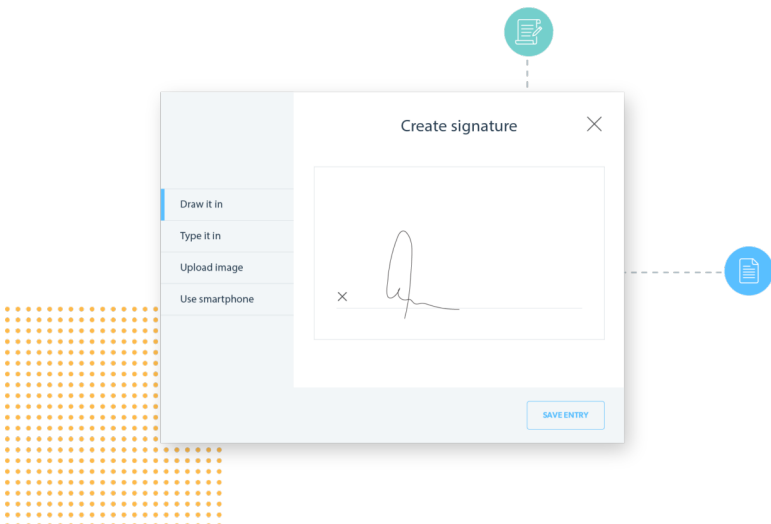 Create signature
Draw it in
Type it in
Upload image
Use smartphone
SAVE ENTRY